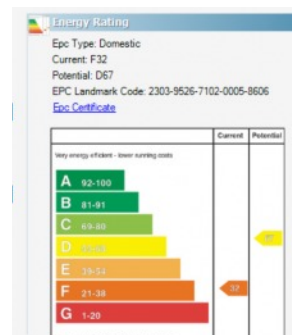 Energy Rating
Epc Type: Domestic
Current: F32
Potential: D67
EPC Landmark Code: 2303-9526-7102-0005-8606
Epc Certificate
Current Potential
Very energy efficient - lower running costs
A 92-100
B 81-91
C 69-80
D
E 39-54
F 21-38 32
G 1-20